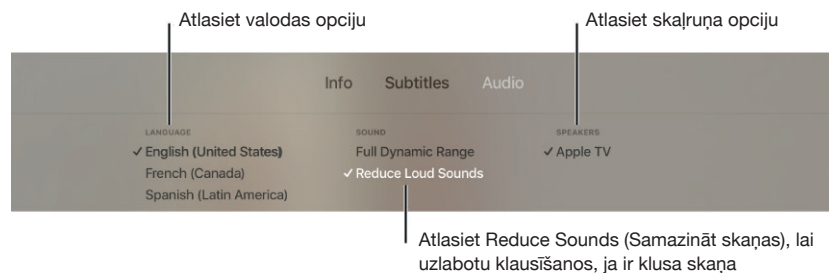 Atlasiet valodas opciju
Atlasiet skaļruņa opciju
Info Subtitles Audio
LANGUAGE SOUND SPEAKERS
✓ English (United States) Full Dynamic Range ✓ Apple TV
French (Canada) ✓ Reduce Loud Sounds
Spanish (Latin America)
Atlasiet Reduce Sounds (Samazināt skaņas), lai
uzlabotu klausīšanos, ja ir klusa skaņa